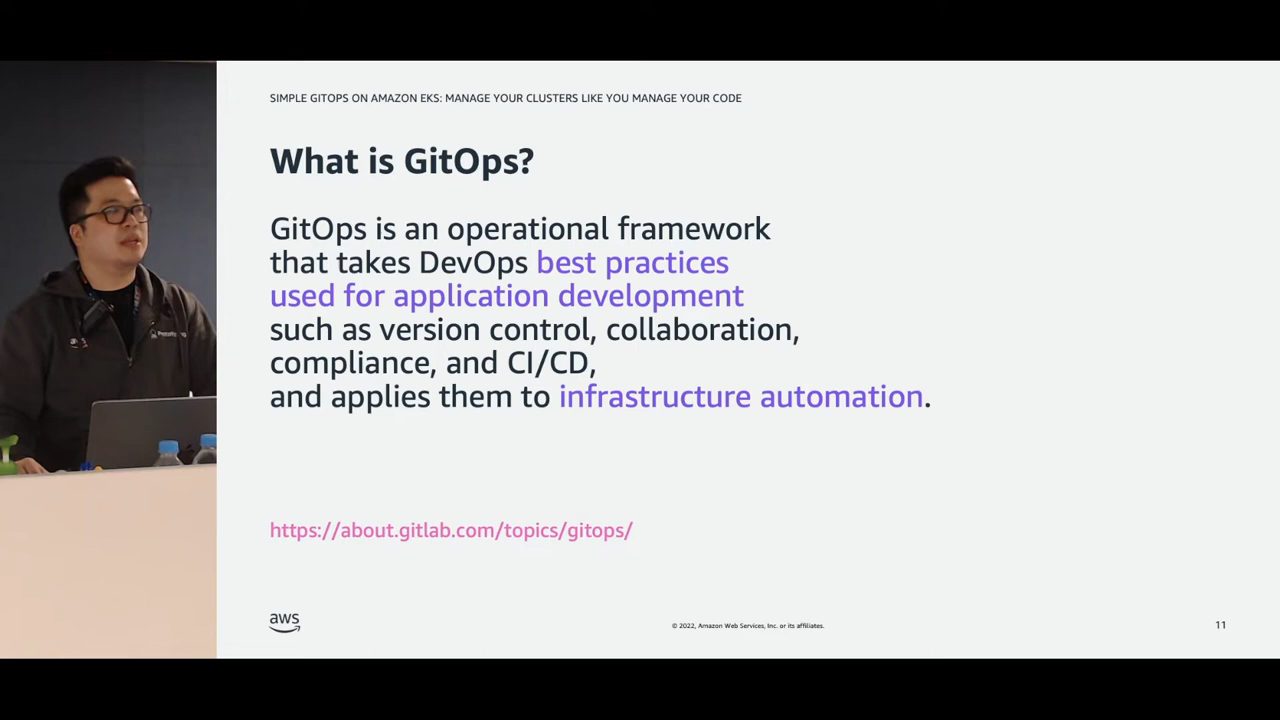 SIMPLE GITOPS ON AMAZON EKS: MANAGE YOUR CLUSTERS LIKE YOU MANAGE YOUR CODE
What is GitOps?
GitOps is an operational framework
that takes DevOps best practices
used for application development
such as version control, collaboration,
compliance, and CI/CD,
and applies them to infrastructure automation.
https://about.gitlab.com/topics/gitops/
aws
© 2022, Amazon Web Services, Inc. or its affiliates.
11